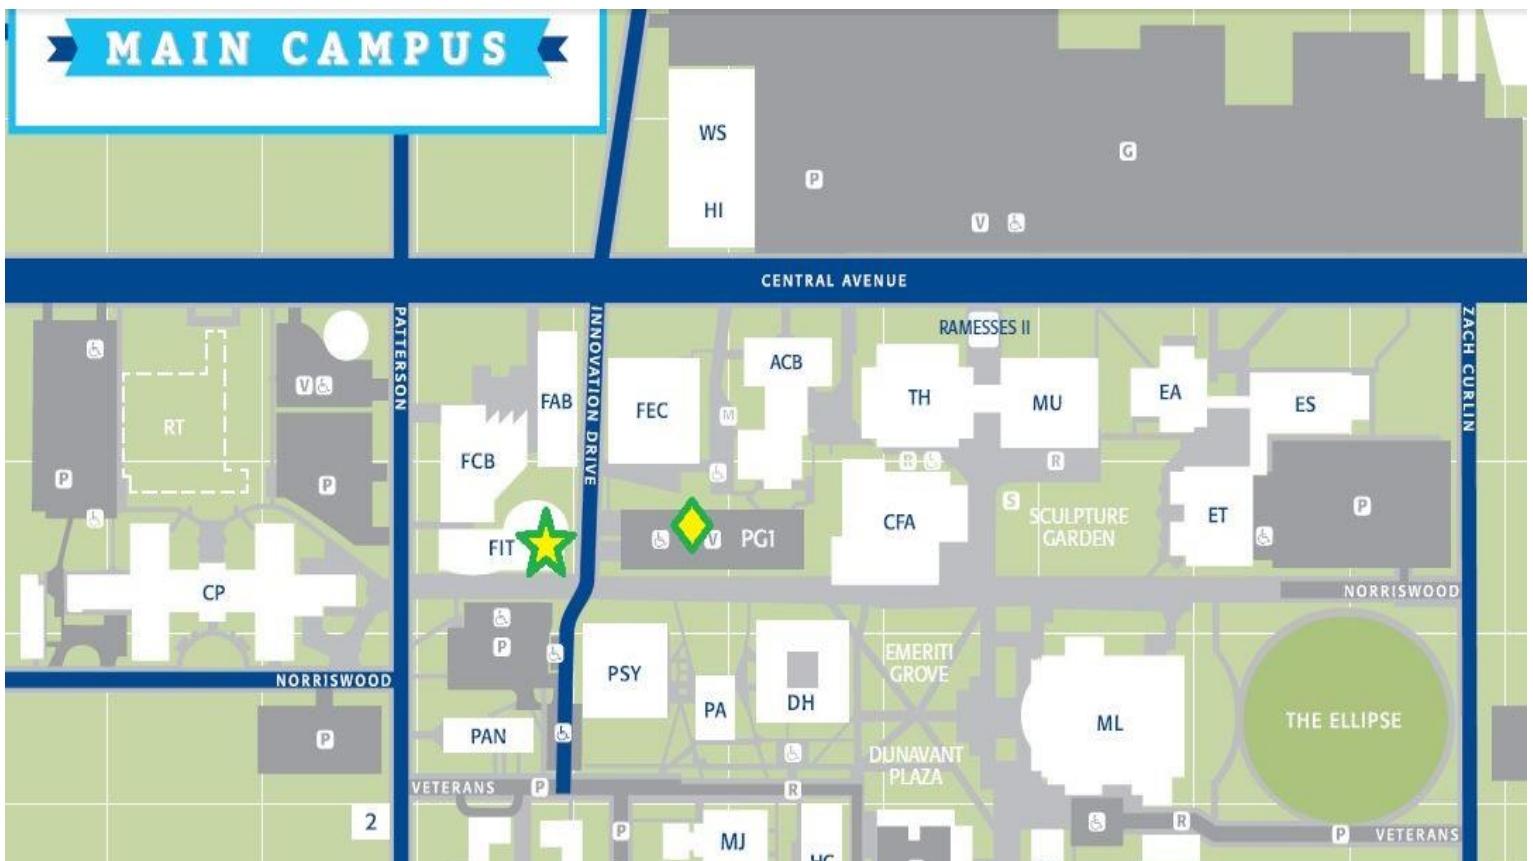 MAIN CAMPUS
WS
G
P
HI
V
CENTRAL AVENUE
PATTERSON
INNOVATION DRIVE
ZACH CURLIN
RAMESSES II
ACB
V
TH
EA
FAB
FEC
MU
ES
M
RT
FCB
R
R
P
P
S
P
SCULPTURE
GARDEN
CFA
ET
FIT
V
PG1
CP
NORRISWOOD
P
EMERITI
GROVE
PSY
NORRISWOOD
DH
PA
ML
THE ELLIPSE
PAN
P
DUNAVANT
PLAZA
VETERANS
P
R
2
P
MJ
R
P
VETERANS